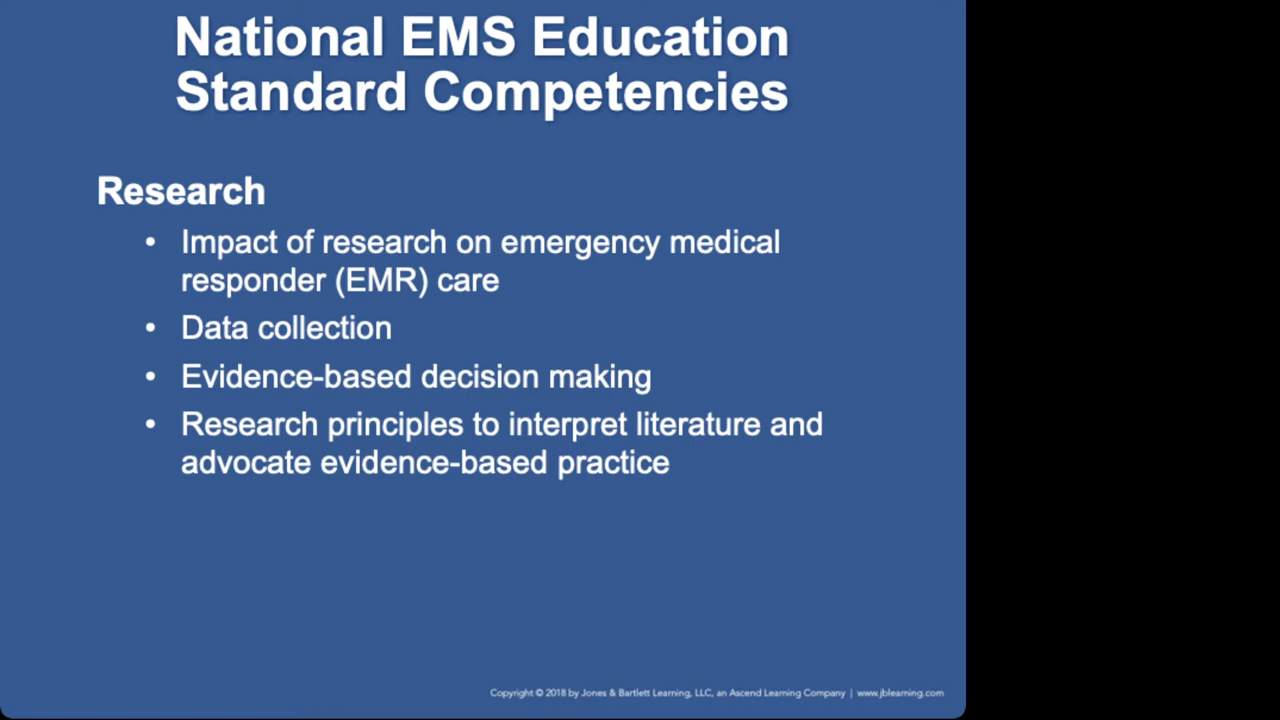 National EMS Education
Standard Competencies
Research
• Impact of research on emergency medical
responder (EMR) care
• Data collection
• Evidence-based decision making
• Research principles to interpret literature and
advocate evidence-based practice
Copyright © 2018 by Jones & Bartlett Learning, LLC, an Ascend Learning Company | www.jblearning.com